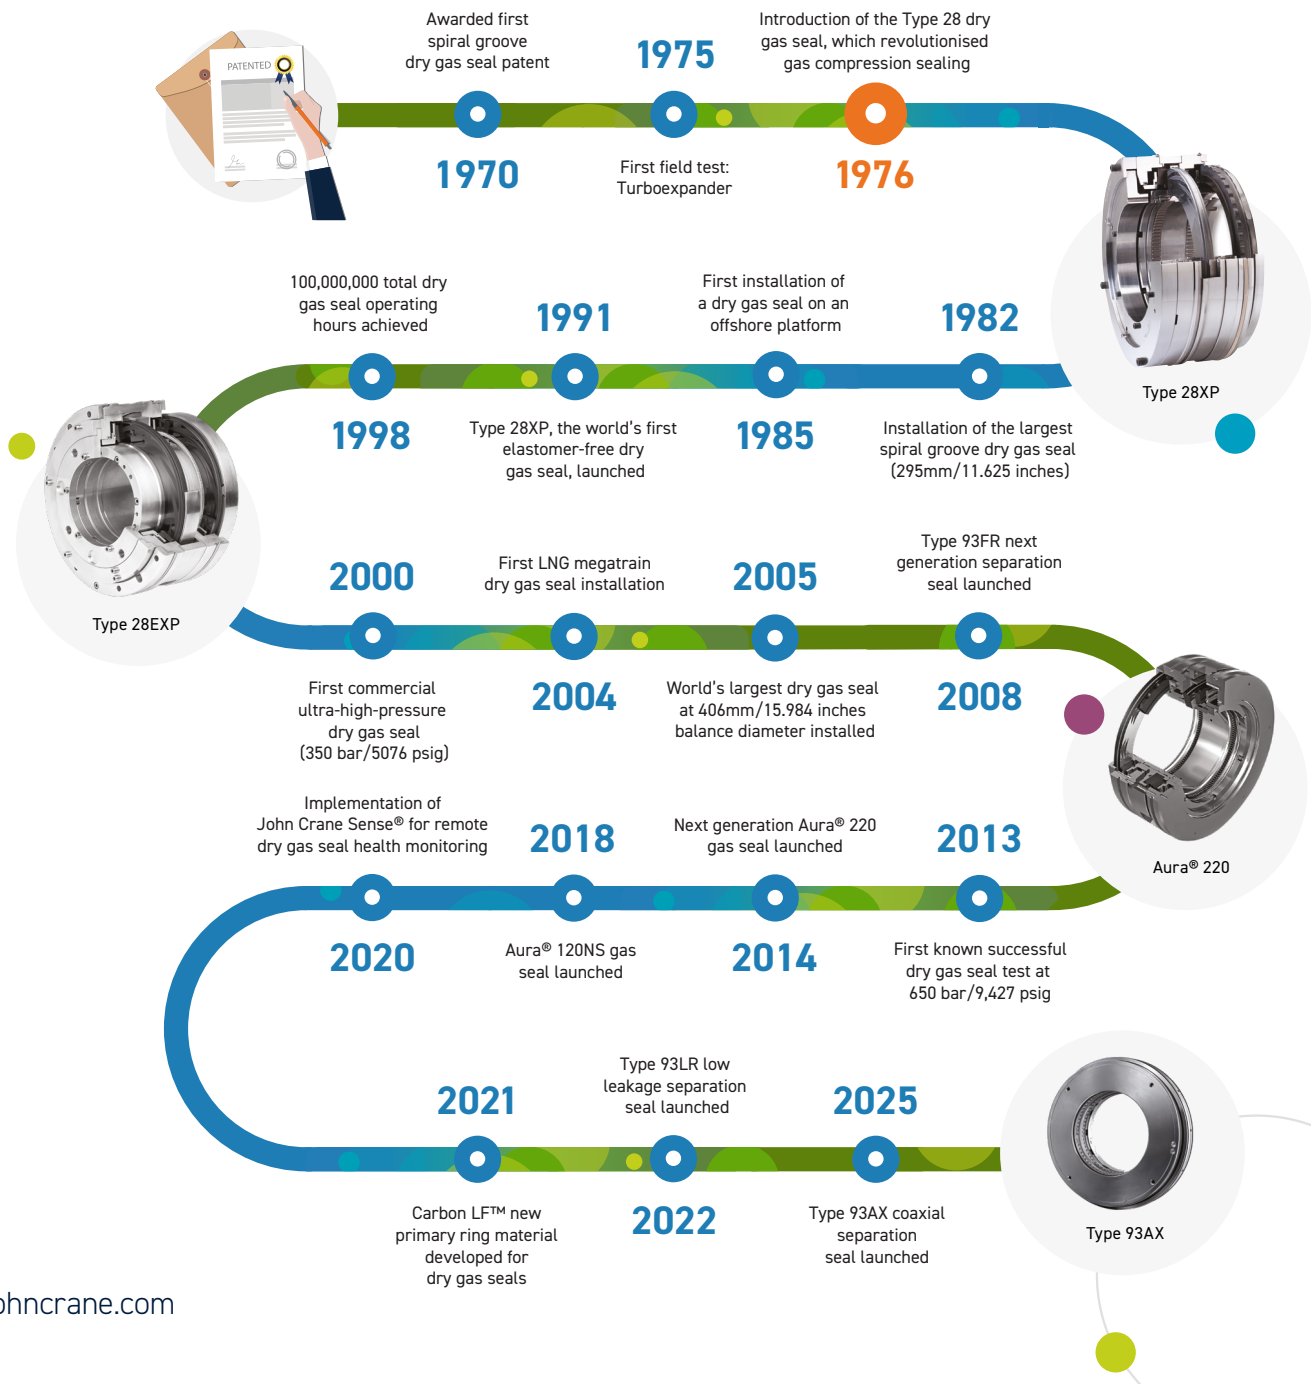 Awarded first
spiral groove
dry gas seal patent
1970
1975
First field test:
Turboexpander
Introduction of the Type 28 dry
gas seal, which revolutionised
gas compression sealing
1976
PATENTED
Type 28XP
1982
Installation of the largest
spiral groove dry gas seal
(295mm/11.625 inches)
First installation of
a dry gas seal on an
offshore platform
1985
1991
Type 28XP, the world's first
elastomer-free dry
gas seal, launched
100,000,000 total dry
gas seal operating
hours achieved
1998
Type 28EXP
2000
First commercial
ultra-high-pressure
dry gas seal
(350 bar/5076 psig)
First LNG megatrain
dry gas seal installation
2004
2005
World's largest dry gas seal
at 406mm/15.984 inches
balance diameter installed
Type 93FR next
generation separation
seal launched
2008
Aura® 220
2013
First known successful
dry gas seal test at
650 bar/9,427 psig
Next generation Aura® 220
gas seal launched
2014
2018
Aura® 120NS gas
seal launched
Implementation of
John Crane Sense® for remote
dry gas seal health monitoring
2020
2021
Carbon LF™ new
primary ring material
developed for
dry gas seals
Type 93LR low
leakage separation
seal launched
2022
2025
Type 93AX coaxial
separation
seal launched
Type 93AX
ohncrane.com